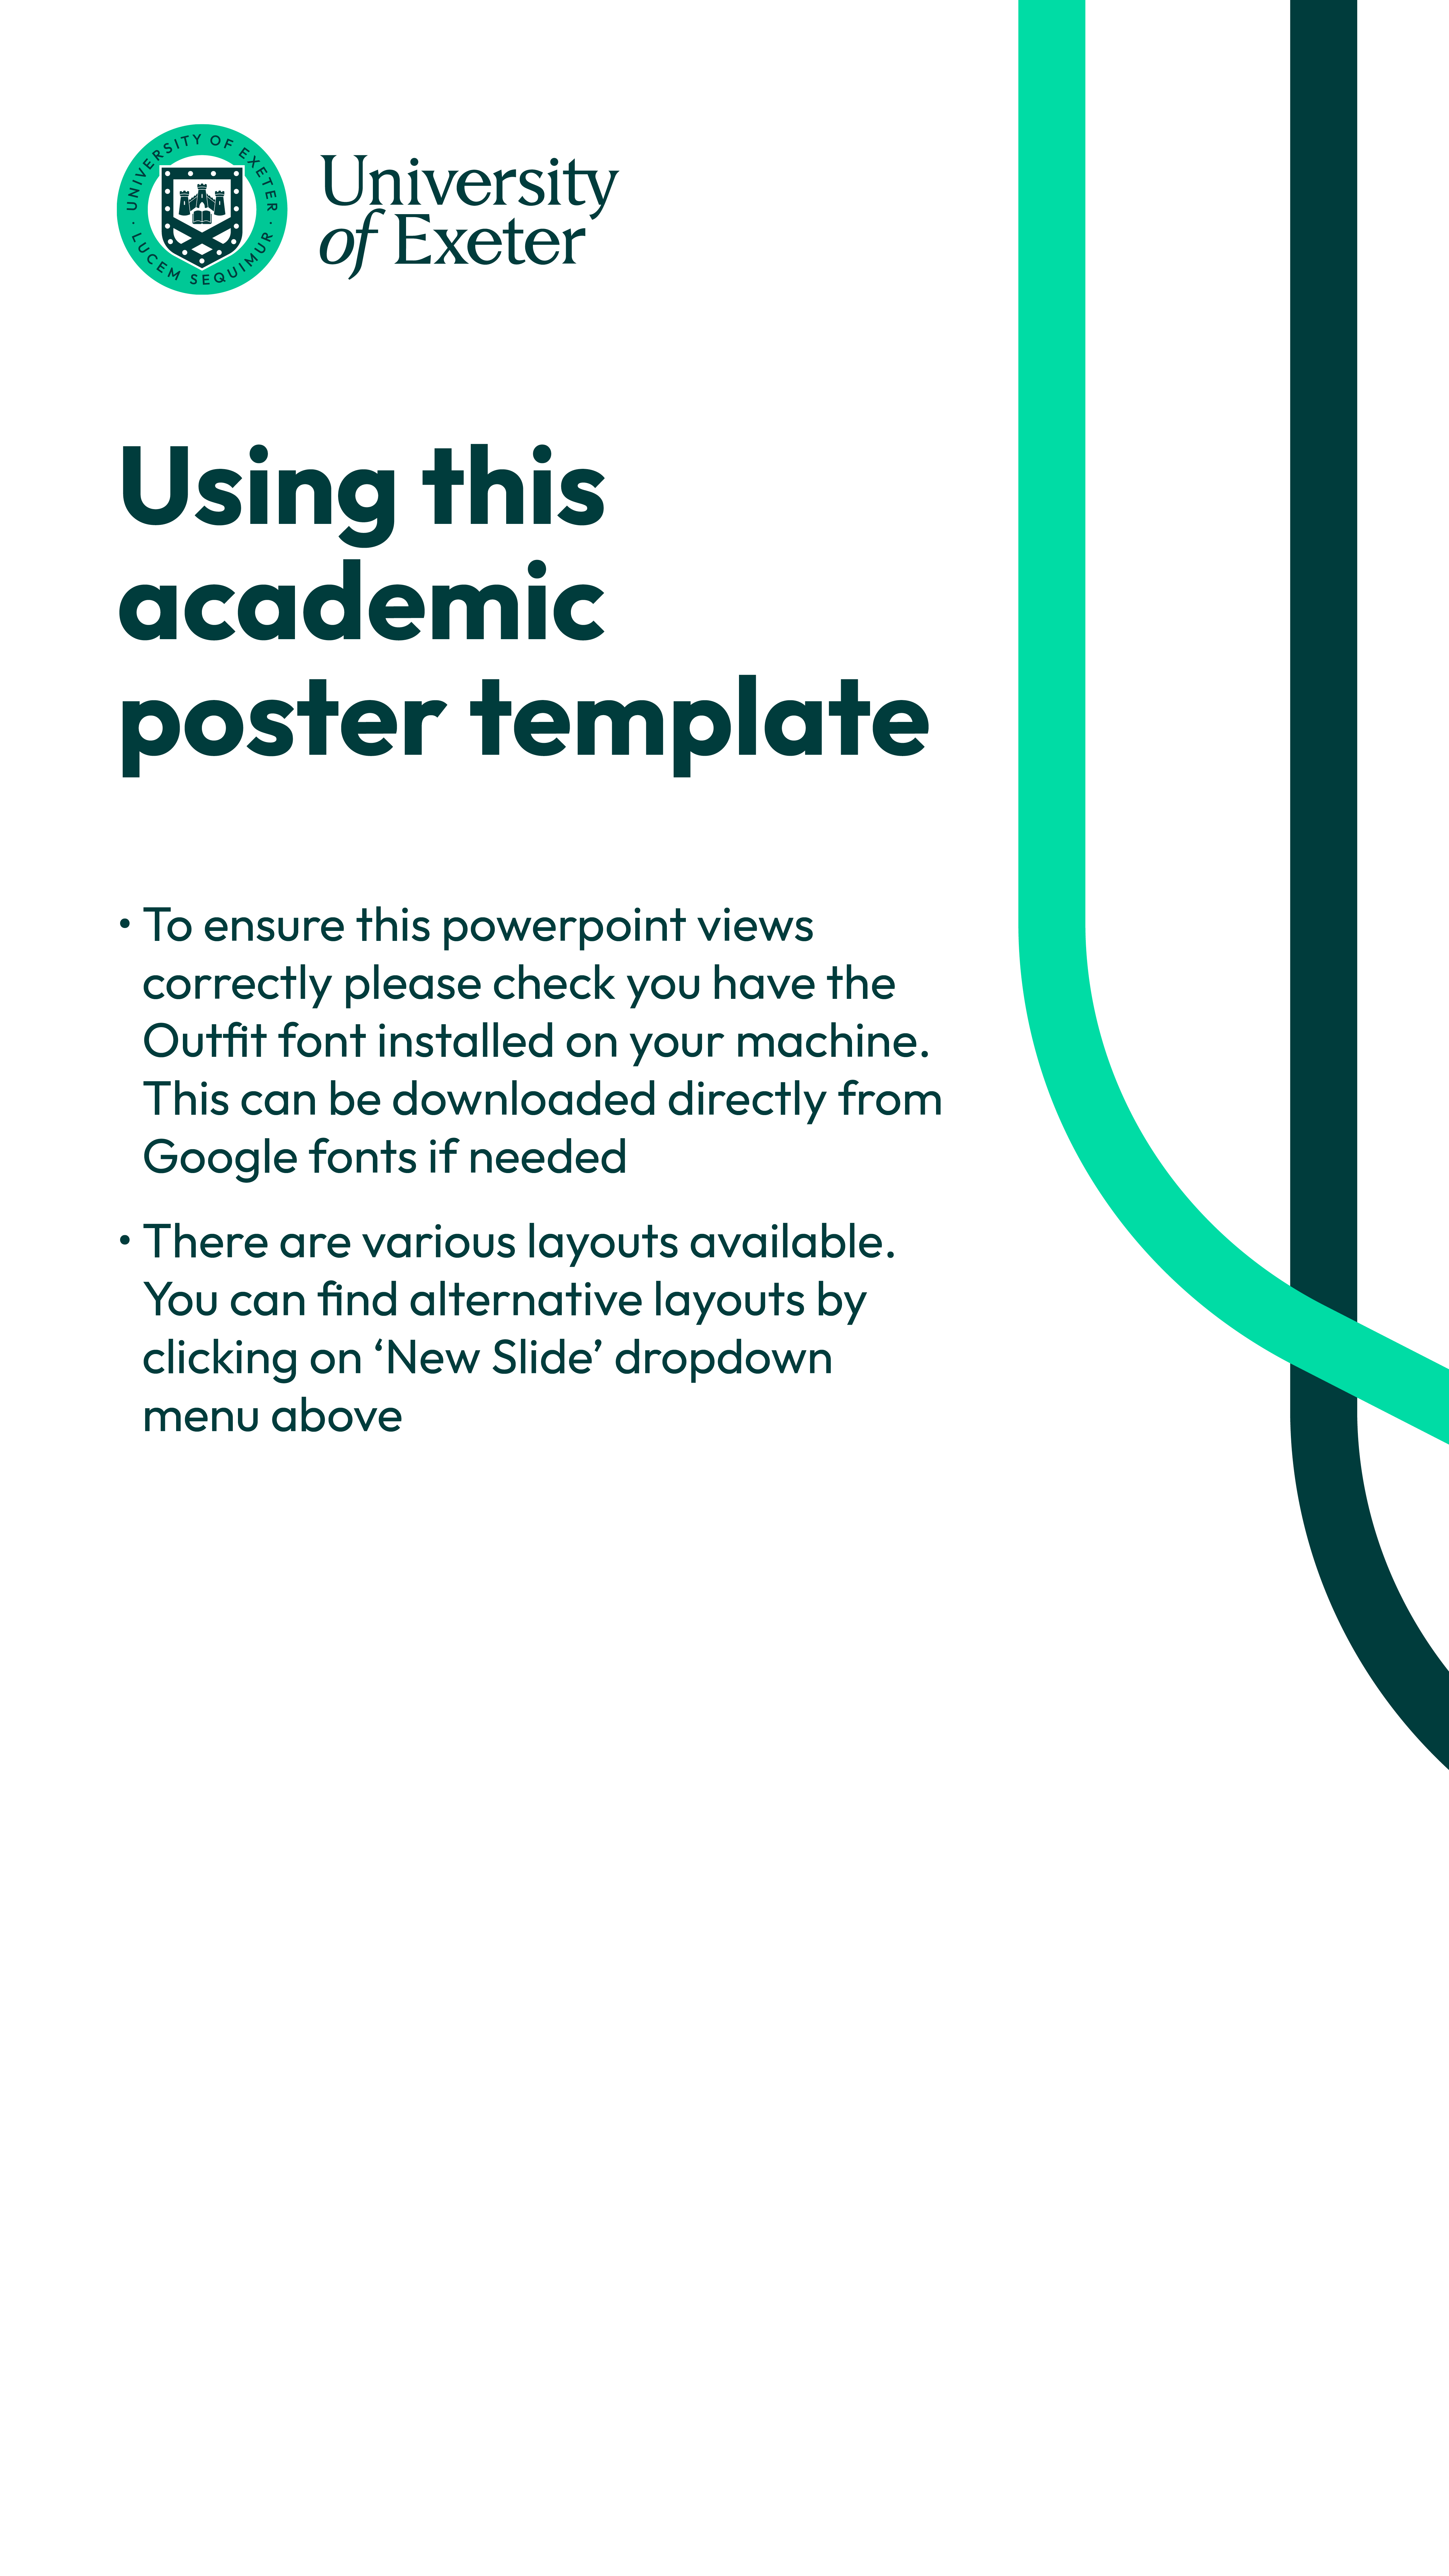 UNIVERSITY OF EXETER
· LUCEM SEQUIMUR ·
University
of Exeter
Using this
academic
poster template
• To ensure this powerpoint views
correctly please check you have the
Outfit font installed on your machine.
This can be downloaded directly from
Google fonts if needed
• There are various layouts available.
You can find alternative layouts by
clicking on ‘New Slide’ dropdown
menu above